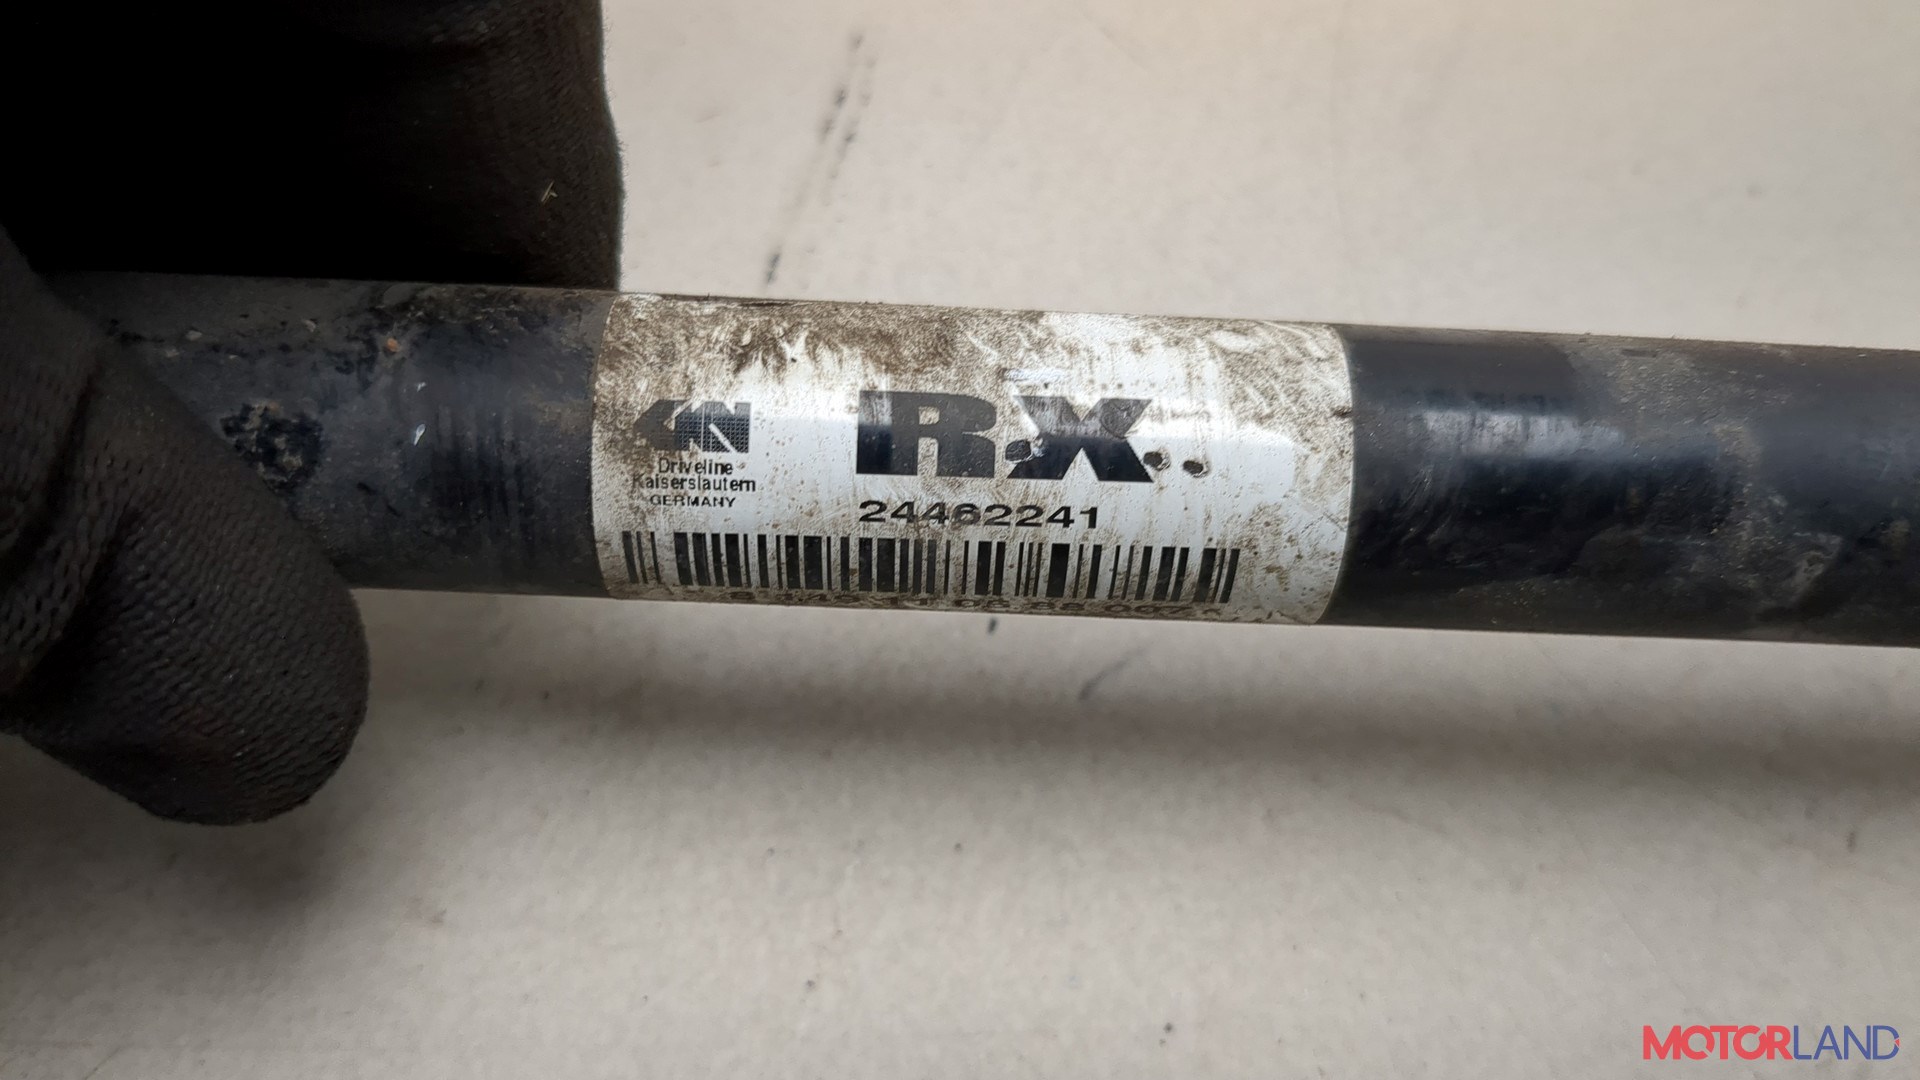 R.X..
Driveline
Kaiserslautern
GERMANY
24462241
MOTORLAND